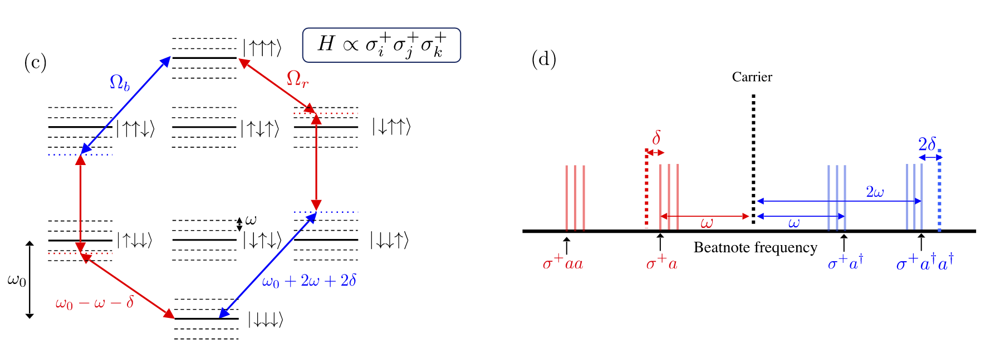 (c)
|↑↑↑⟩
H ∝ σ_i^+ σ_j^+ σ_k^+
Ω_b
Ω_r
|↑↑↓⟩
|↑↓↑⟩
|↓↑↑⟩
ω
|↑↓↓⟩
|↓↑↓⟩
|↓↓↑⟩
ω_0
ω_0 − ω − δ
ω_0 + 2ω + 2δ
|↓↓↓⟩
(d)
Carrier
δ
2δ
2ω
ω
ω
Beatnote frequency
σ^+aa
σ^+a
σ^+a^†
σ^+a^†a^†